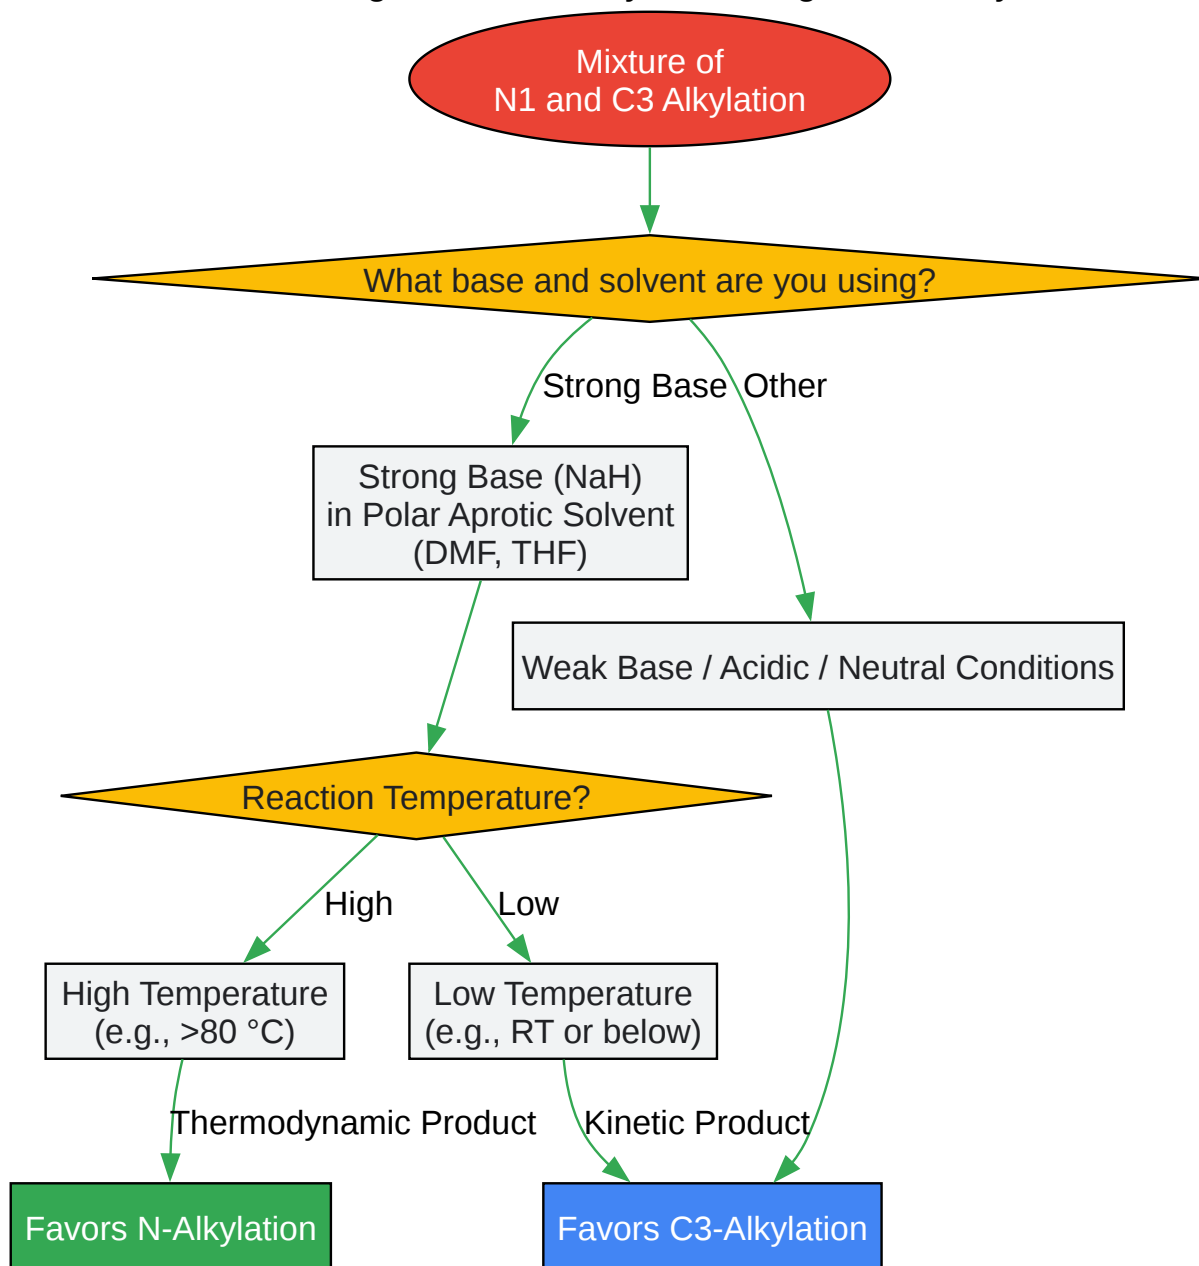 Mixture of
N1 and C3 Alkylation
What base and solvent are you using?
Strong Base
Other
Strong Base (NaH)
in Polar Aprotic Solvent
(DMF, THF)
Weak Base / Acidic / Neutral Conditions
Reaction Temperature?
High
Low
High Temperature
(e.g., >80 °C)
Low Temperature
(e.g., RT or below)
Thermodynamic Product
Kinetic Product
Favors N-Alkylation
Favors C3-Alkylation